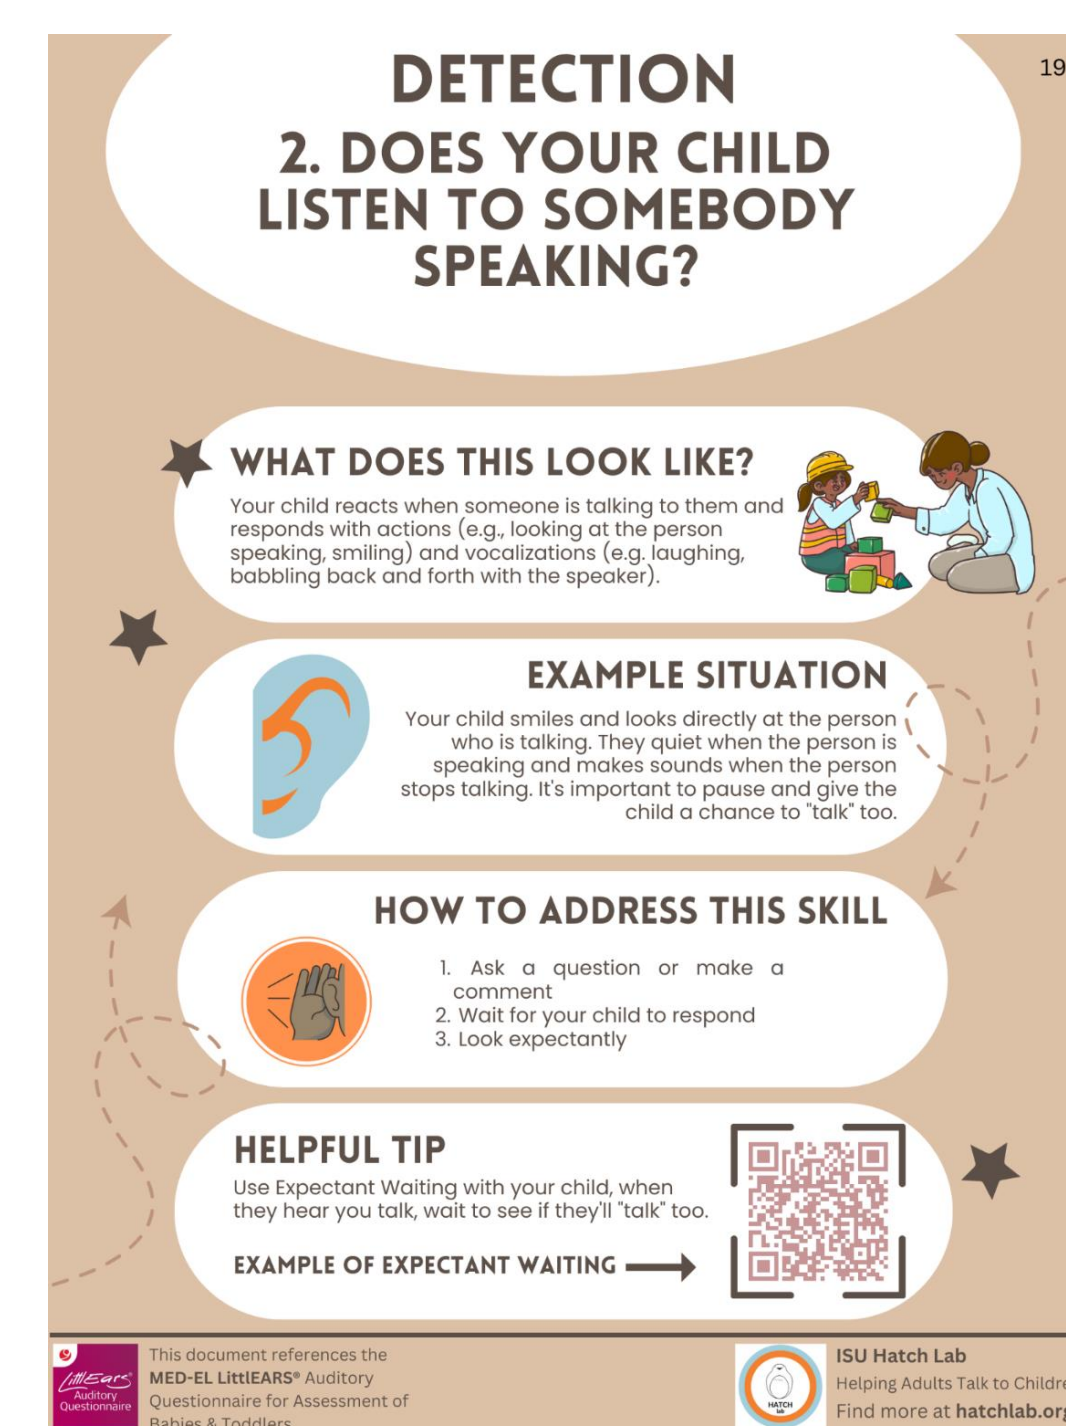 19
DETECTION
2. DOES YOUR CHILD
LISTEN TO SOMEBODY
SPEAKING?
WHAT DOES THIS LOOK LIKE?
Your child reacts when someone is talking to them and
responds with actions (e.g., looking at the person
speaking, smiling) and vocalizations (e.g. laughing,
babbling back and forth with the speaker).
EXAMPLE SITUATION
Your child smiles and looks directly at the person
who is talking. They quiet when the person is
speaking and makes sounds when the person
stops talking. It's important to pause and give the
child a chance to "talk" too.
HOW TO ADDRESS THIS SKILL
1. Ask a question or make a
comment
2. Wait for your child to respond
3. Look expectantly
HELPFUL TIP
Use Expectant Waiting with your child, when
they hear you talk, wait to see if they'll "talk" too.
EXAMPLE OF EXPECTANT WAITING
LittlEars®
Auditory
Questionnaire
This document references the
MED-EL LittlEARS® Auditory
Questionnaire for Assessment of
Babies & Toddlers
HATCH
lab
ISU Hatch Lab
Helping Adults Talk to Childre
Find more at hatchlab.org